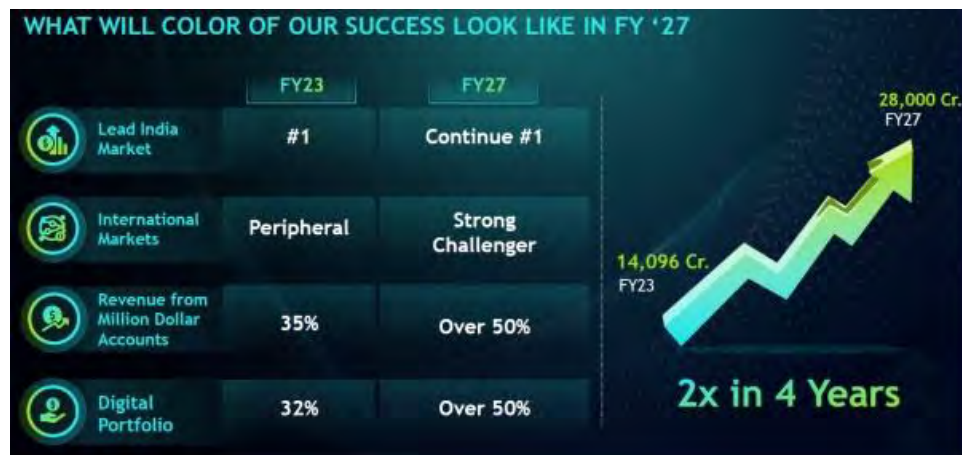 WHAT WILL COLOR OF OUR SUCCESS LOOK LIKE IN FY ‘27
FY23
FY27
Lead India
Market
#1
Continue #1
International
Markets
Peripheral
Strong
Challenger
Revenue from
Million Dollar
Accounts
35%
Over 50%
Digital
Portfolio
32%
Over 50%
28,000 Cr.
FY27
14,096 Cr.
FY23
2x in 4 Years